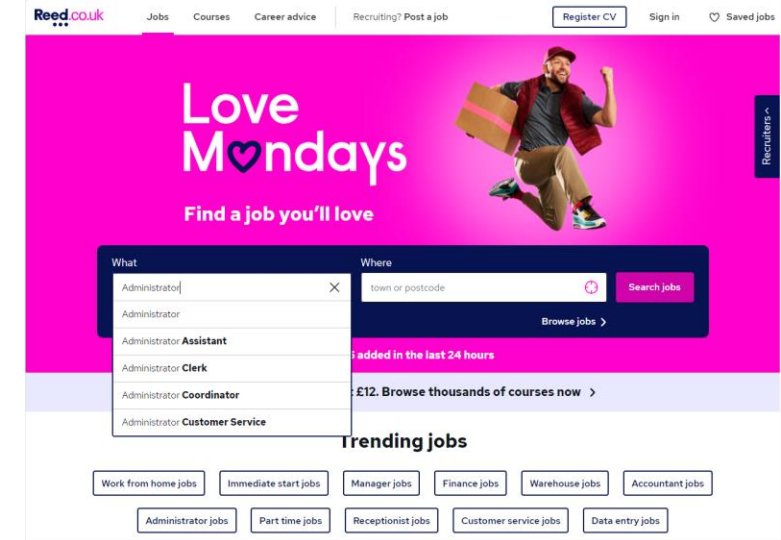 Reed.co.uk
Jobs Courses Career advice Recruiting? Post a job Register CV Sign in Saved jobs
Recruiters
Love
Mondays
Find a job you'll love
What Where
Administrator town or postcode Search jobs
Administrator
Browse jobs
Administrator Assistant
added in the last 24 hours
Administrator Clerk
£12. Browse thousands of courses now
Administrator Coordinator
Administrator Customer Service
Trending jobs
Work from home jobs Immediate start jobs Manager jobs Finance jobs Warehouse jobs Accountant jobs
Administrator jobs Part time jobs Receptionist jobs Customer service jobs Data entry jobs